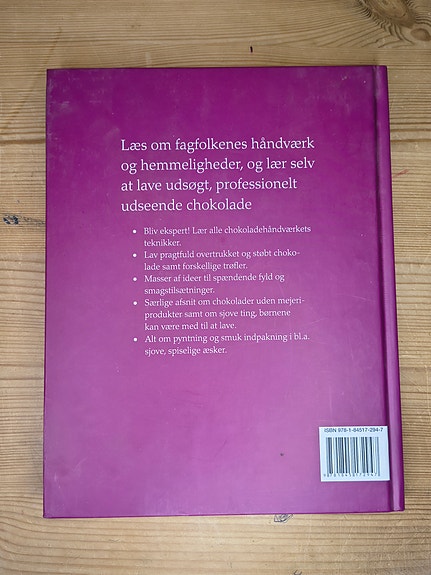 Læs om fagfolkenes håndværk
og hemmeligheder, og lær selv
at lave udsøgt, professionelt
udseende chokolade
• Bliv ekspert! Lær alle chokoladehåndværkets
teknikker.
• Lav pragtfuld overtrukket og støbt choko-
lade samt forskellige trøfler.
• Masser af ideer til spændende fyld og
smagstilsætninger.
• Særlige afsnit om chokolader uden mejeri-
produkter samt om sjove ting, børnene
kan være med til at lave.
• Alt om pyntning og smuk indpakning i bl.a.
sjove, spiselige æsker.
ISBN 978-1-84517-294-7
9781845172947